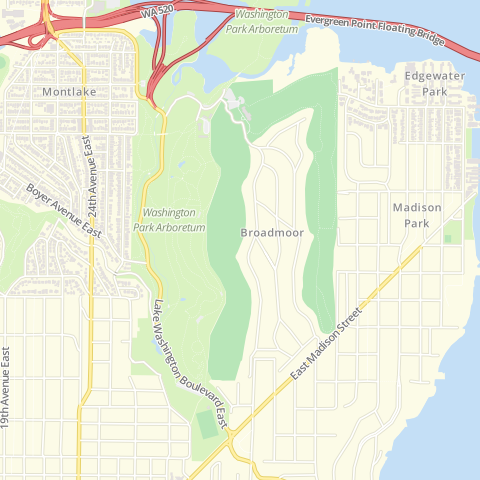 WA 520
Washington
Park Arboretum
Evergreen Point Floating Bridge
Edgewater
Park
Montlake
24th Avenue East
Boyer Avenue East
Washington
Park Arboretum
Broadmoor
Madison
Park
Lake Washington Boulevard East
East Madison Street
19th Avenue East